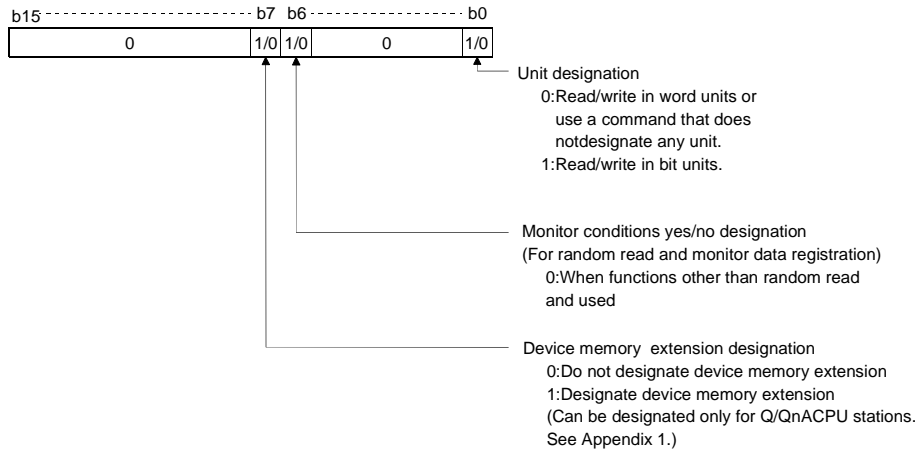 b15 b7 b6 b0
0 1/0 1/0 0 1/0
Unit designation
0:Read/write in word units or
use a command that does
notdesignate any unit.
1:Read/write in bit units.
Monitor conditions yes/no designation
(For random read and monitor data registration)
0:When functions other than random read
and used
Device memory extension designation
0:Do not designate device memory extension
1:Designate device memory extension
(Can be designated only for Q/QnACPU stations.
See Appendix 1.)